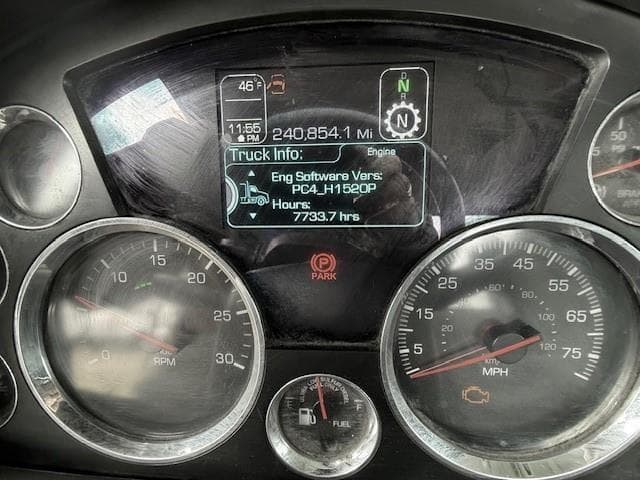 46 °F
D
N
R
N
11:55
PM
240,854.1 Mi
Truck Info:
Engine
Eng Software Vers:
PC4_H1520P
Hours:
7733.7 hrs
P
PARK
0
10
15
20
25
30
RPM
5
15
25
35
45
55
65
75
20
40
60
80
100
120
km/h
MPH
FUEL
50
PSI